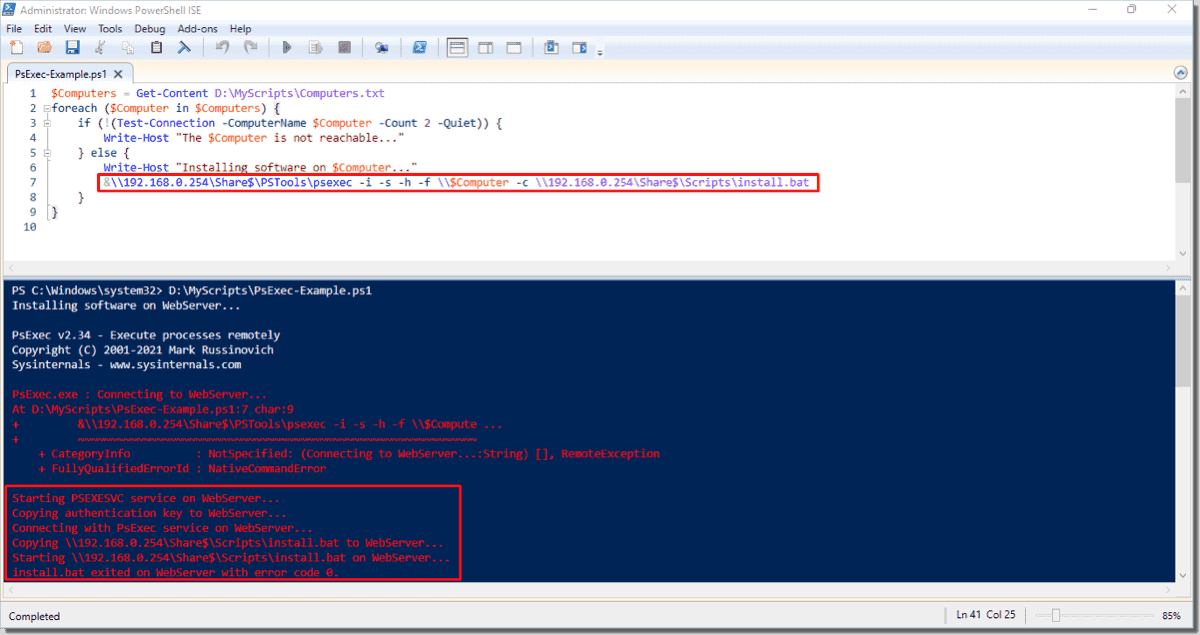 Administrator: Windows PowerShell ISE
File Edit View Tools Debug Add-ons Help
PsExec-Example.ps1
1 $Computers = Get-Content D:\MyScripts\Computers.txt
2 foreach ($Computer in $Computers) {
3 if (!(Test-Connection -ComputerName $Computer -Count 2 -Quiet)) {
4 Write-Host "The $Computer is not reachable..."
5 } else {
6 Write-Host "Installing software on $Computer..."
7 &\\192.168.0.254\Share$\PSTools\psexec -i -s -h -f \\$Computer -c \\192.168.0.254\Share$\Scripts\install.bat
8 }
9 }
10
PS C:\Windows\system32> D:\MyScripts\PsExec-Example.ps1
Installing software on WebServer...
PsExec v2.34 - Execute processes remotely
Copyright (C) 2001-2021 Mark Russinovich
Sysinternals - www.sysinternals.com
PsExec.exe : Connecting to WebServer...
At D:\MyScripts\PsExec-Example.ps1:7 char:9
+ &\\192.168.0.254\Share$\PSTools\psexec -i -s -h -f \\$Compute ...
+ ~~~~~~~~~~~~~~~~~~~~~~~~~~~~~~~~~~~~~~~~~~~~~~~~~~~~~~~~~~~~~
+ CategoryInfo : NotSpecified: (Connecting to WebServer...:String) [], RemoteException
+ FullyQualifiedErrorId : NativeCommandError
Starting PSEXESVC service on WebServer...
Copying authentication key to WebServer...
Connecting with PsExec service on WebServer...
Copying \\192.168.0.254\Share$\Scripts\install.bat to WebServer...
Starting \\192.168.0.254\Share$\Scripts\install.bat on WebServer...
install.bat exited on WebServer with error code 0.
Completed Ln 41 Col 25 85%